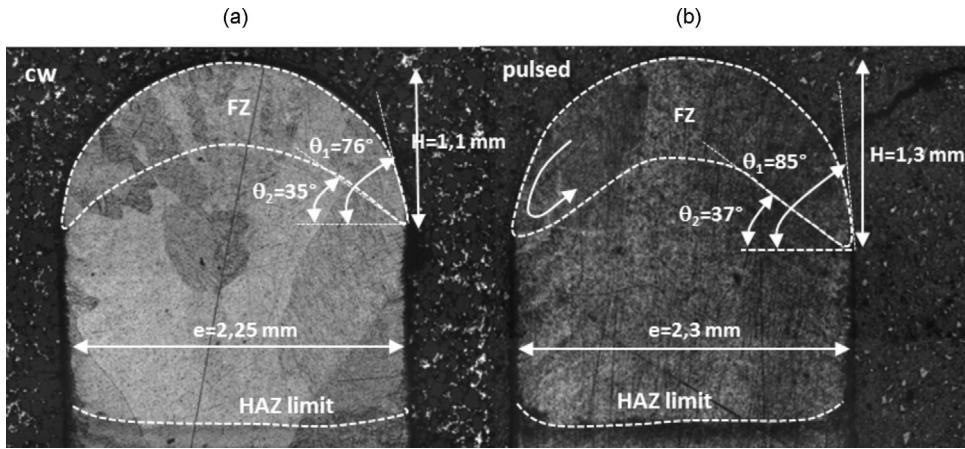 (a)
(b)
CW
FZ
θ₁=76°
θ₂=35°
H=1,1 mm
e=2,25 mm
HAZ limit
pulsed
FZ
θ₁=85°
θ₂=37°
H=1,3 mm
e=2,3 mm
HAZ limit